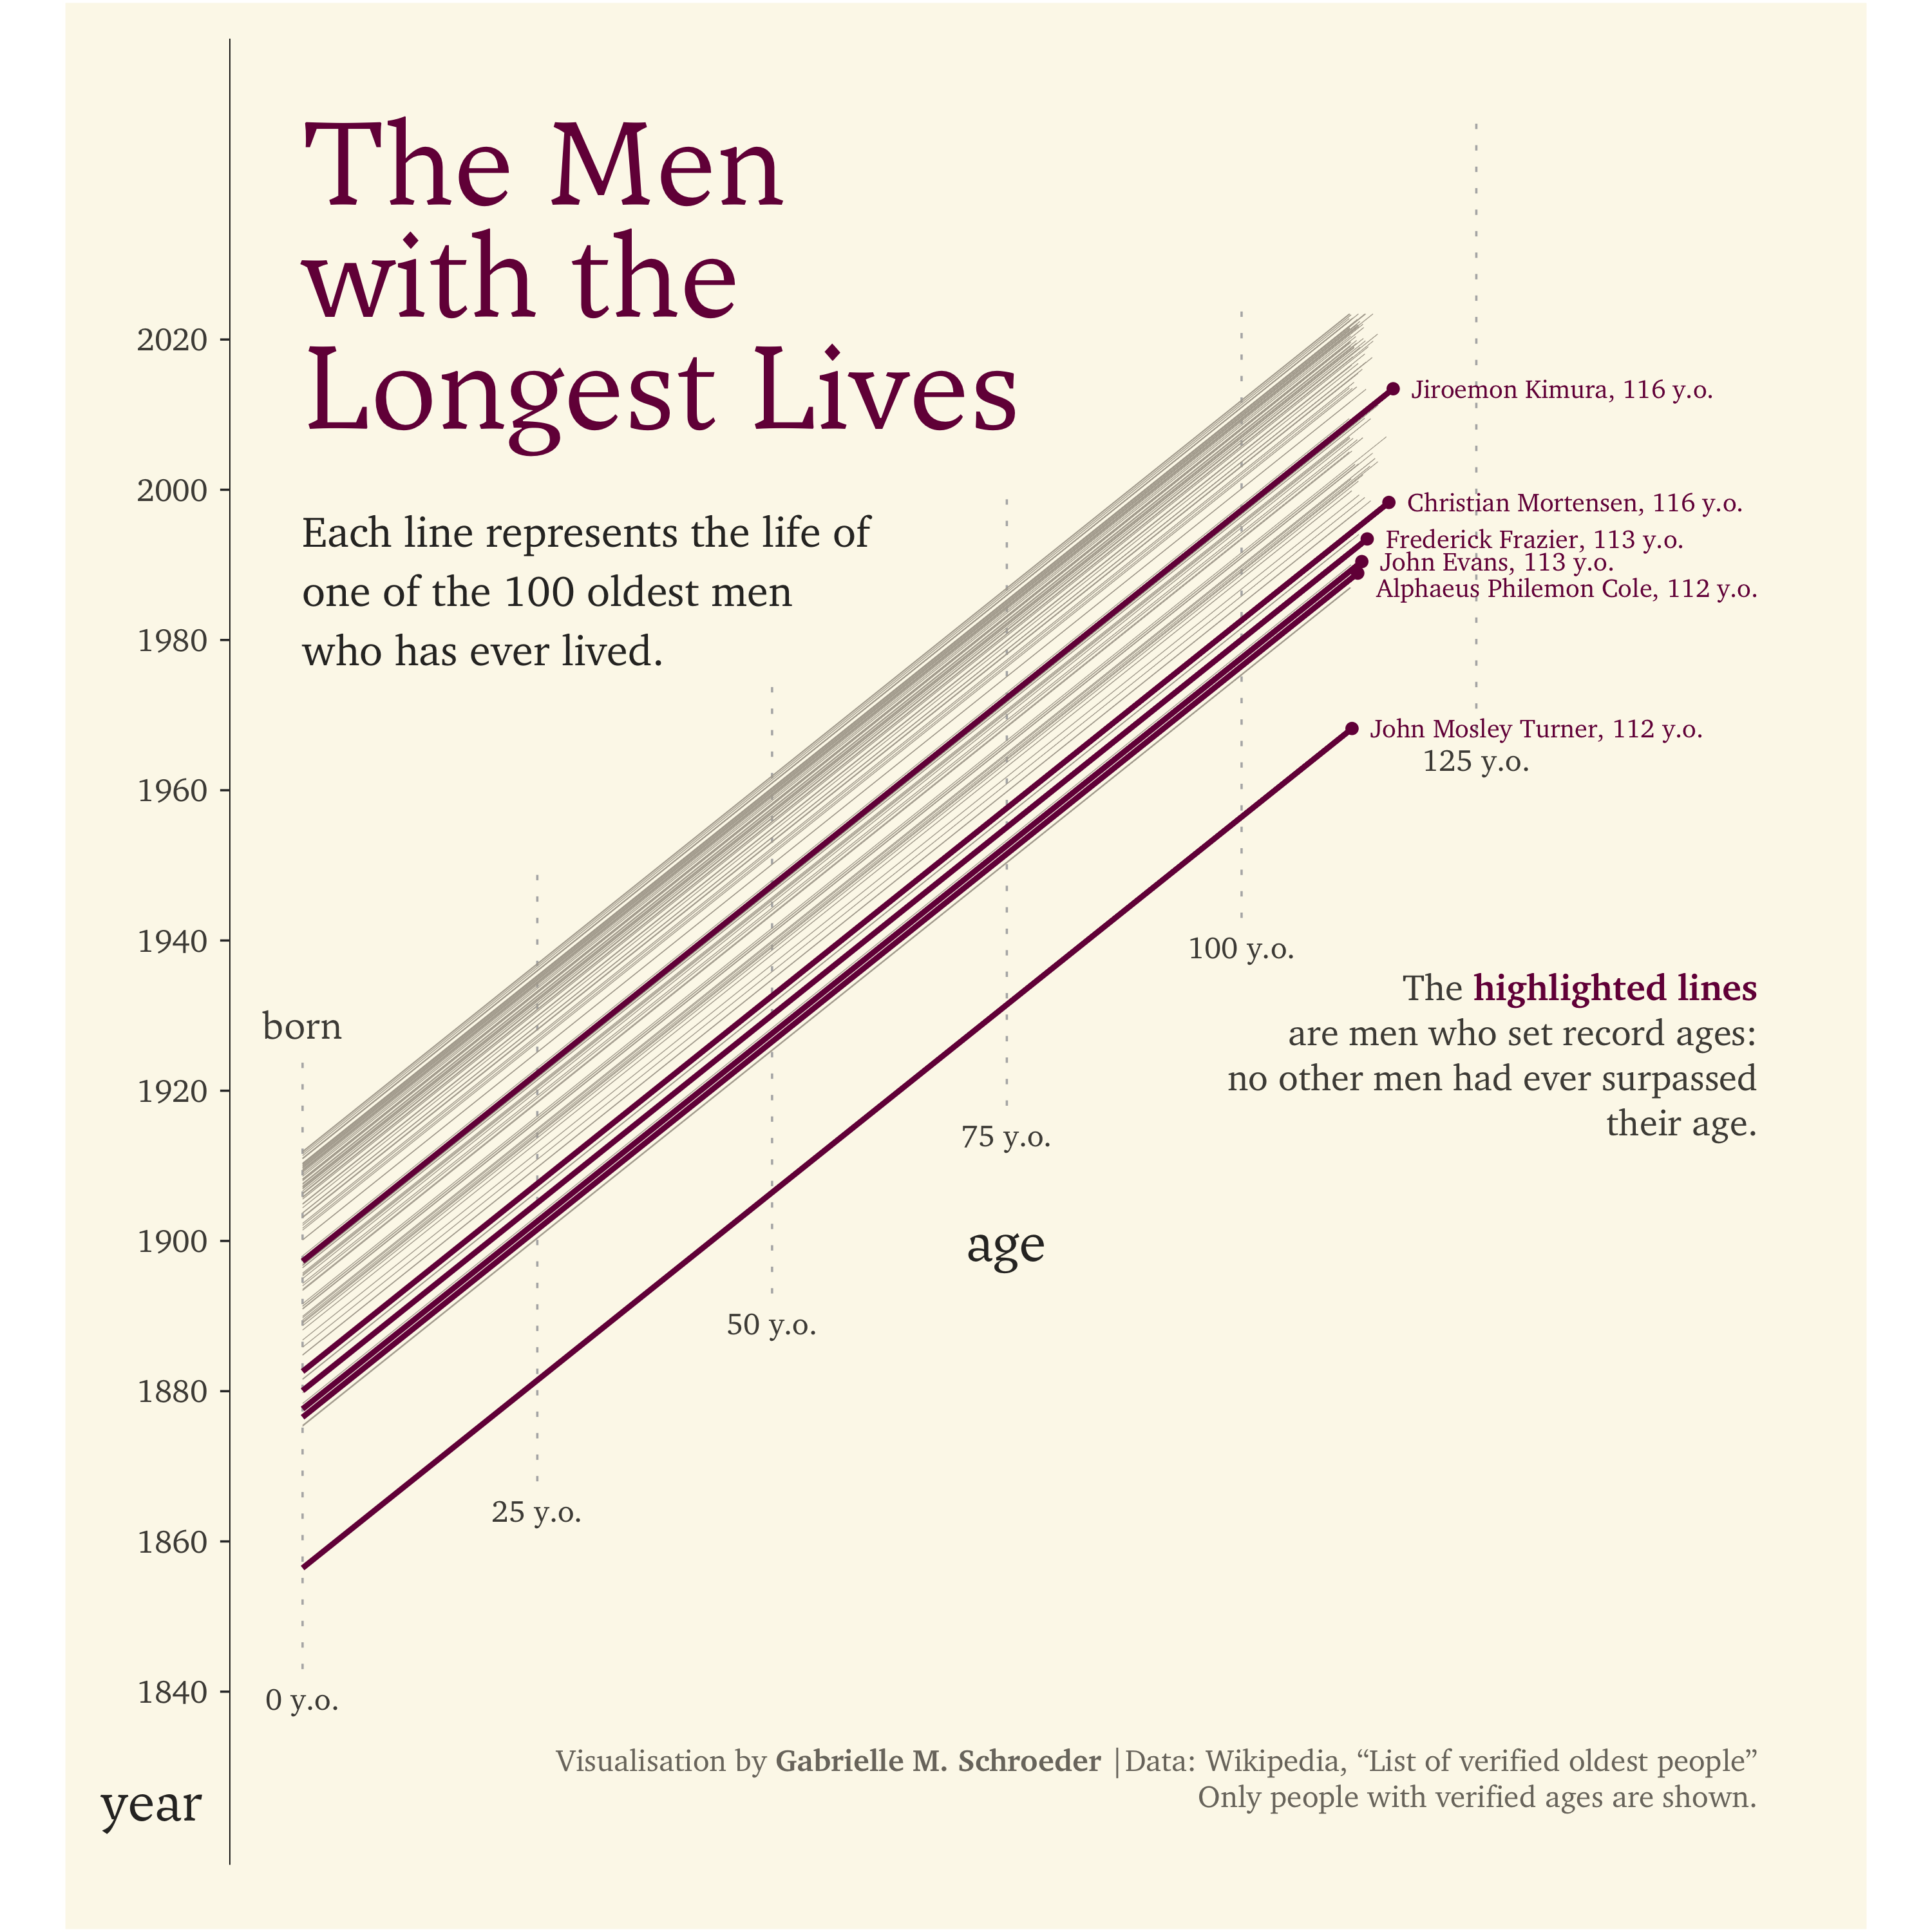 The Men
with the
Longest Lives
Each line represents the life of
one of the 100 oldest men
who has ever lived.
2020
2000
1980
1960
1940
1920
1900
1880
1860
1840
year
born
0 y.o.
25 y.o.
50 y.o.
75 y.o.
100 y.o.
125 y.o.
age
Jiroemon Kimura, 116 y.o.
Christian Mortensen, 116 y.o.
Frederick Frazier, 113 y.o.
John Evans, 113 y.o.
Alphaeus Philemon Cole, 112 y.o.
John Mosley Turner, 112 y.o.
The highlighted lines
are men who set record ages:
no other men had ever surpassed
their age.
Visualisation by Gabrielle M. Schroeder |Data: Wikipedia, “List of verified oldest people”
Only people with verified ages are shown.